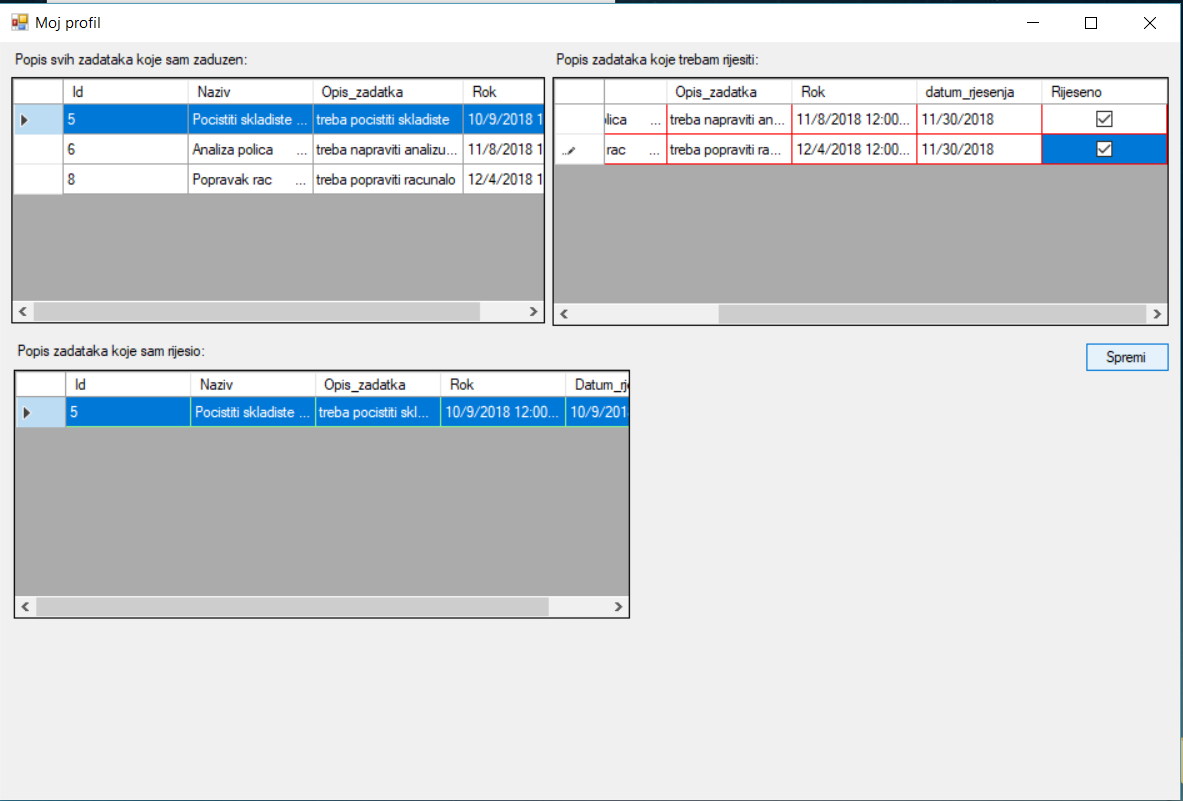 Moj profil
Popis svih zadataka koje sam zaduzen:
Id Naziv Opis_zadatka Rok
5 Pocistiti skladiste ... treba pocistiti skladiste 10/9/2018 1
6 Analiza polica ... treba napraviti analizu... 11/8/2018 1
8 Popravak rac ... treba popraviti racunalo 12/4/2018 1
Popis zadataka koje trebam rijesiti:
Opis_zadatka Rok datum_rjesenja Rijeseno
lica ... treba napraviti an... 11/8/2018 12:00... 11/30/2018
rac ... treba popraviti ra... 12/4/2018 12:00... 11/30/2018
Spremi
Popis zadataka koje sam rijesio:
Id Naziv Opis_zadatka Rok Datum_rj
5 Pocistiti skladiste ... treba pocistiti skl... 10/9/2018 12:00... 10/9/201